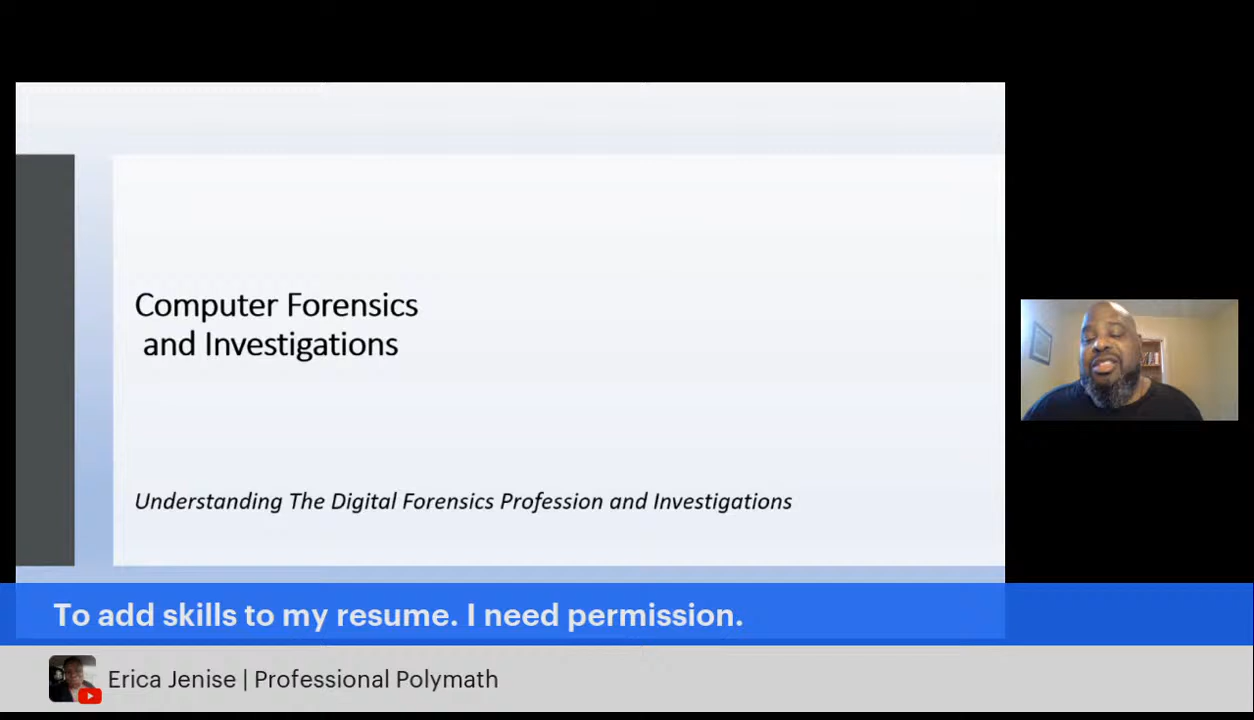 Computer Forensics
and Investigations
Understanding The Digital Forensics Profession and Investigations
To add skills to my resume. I need permission.
Erica Jenise | Professional Polymath